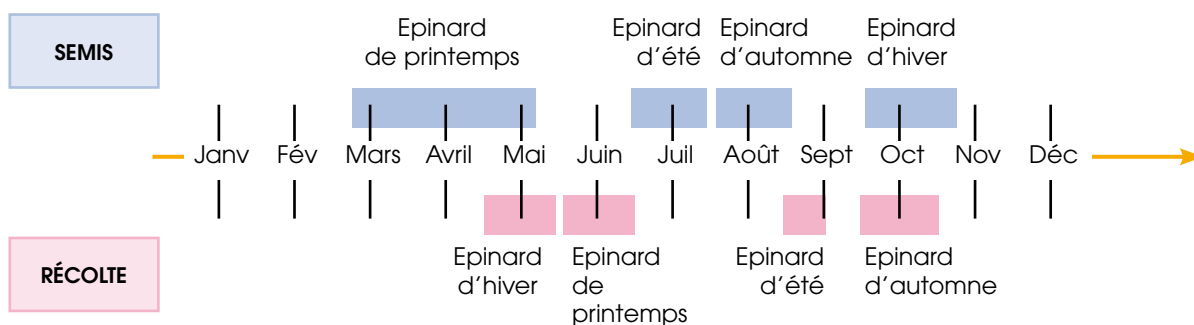 SEMIS
Epinard
de printemps
Epinard
d’été
Epinard
d’automne
Epinard
d’hiver
Janv Fév Mars Avril Mai Juin Juil Août Sept Oct Nov Déc
RÉCOLTE
Epinard
d’hiver
Epinard
de
printemps
Epinard
d’été
Epinard
d’automne